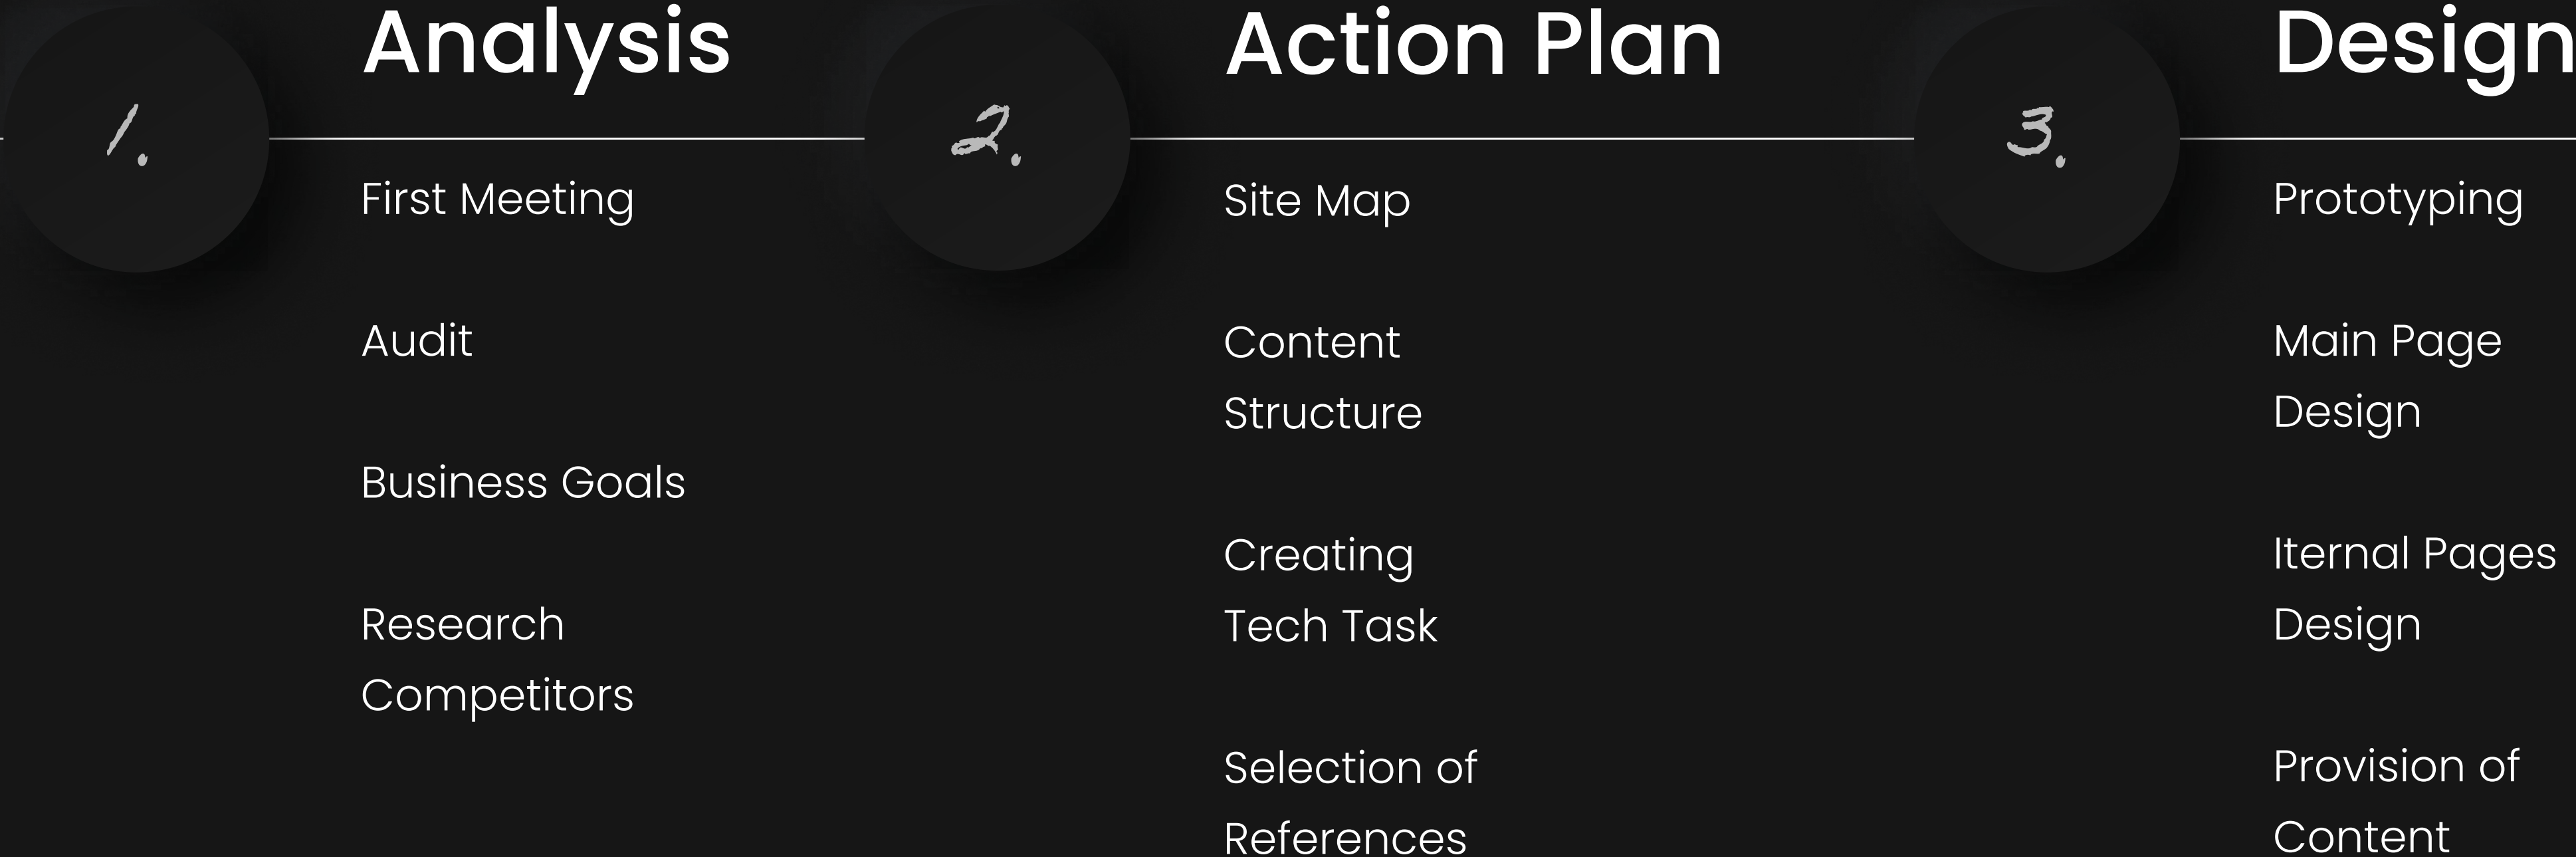 1.
Analysis
First Meeting
Audit
Business Goals
Research
Competitors
2.
Action Plan
Site Map
Content
Structure
Creating
Tech Task
Selection of
References
3.
Design
Prototyping
Main Page
Design
Iternal Pages
Design
Provision of
Content